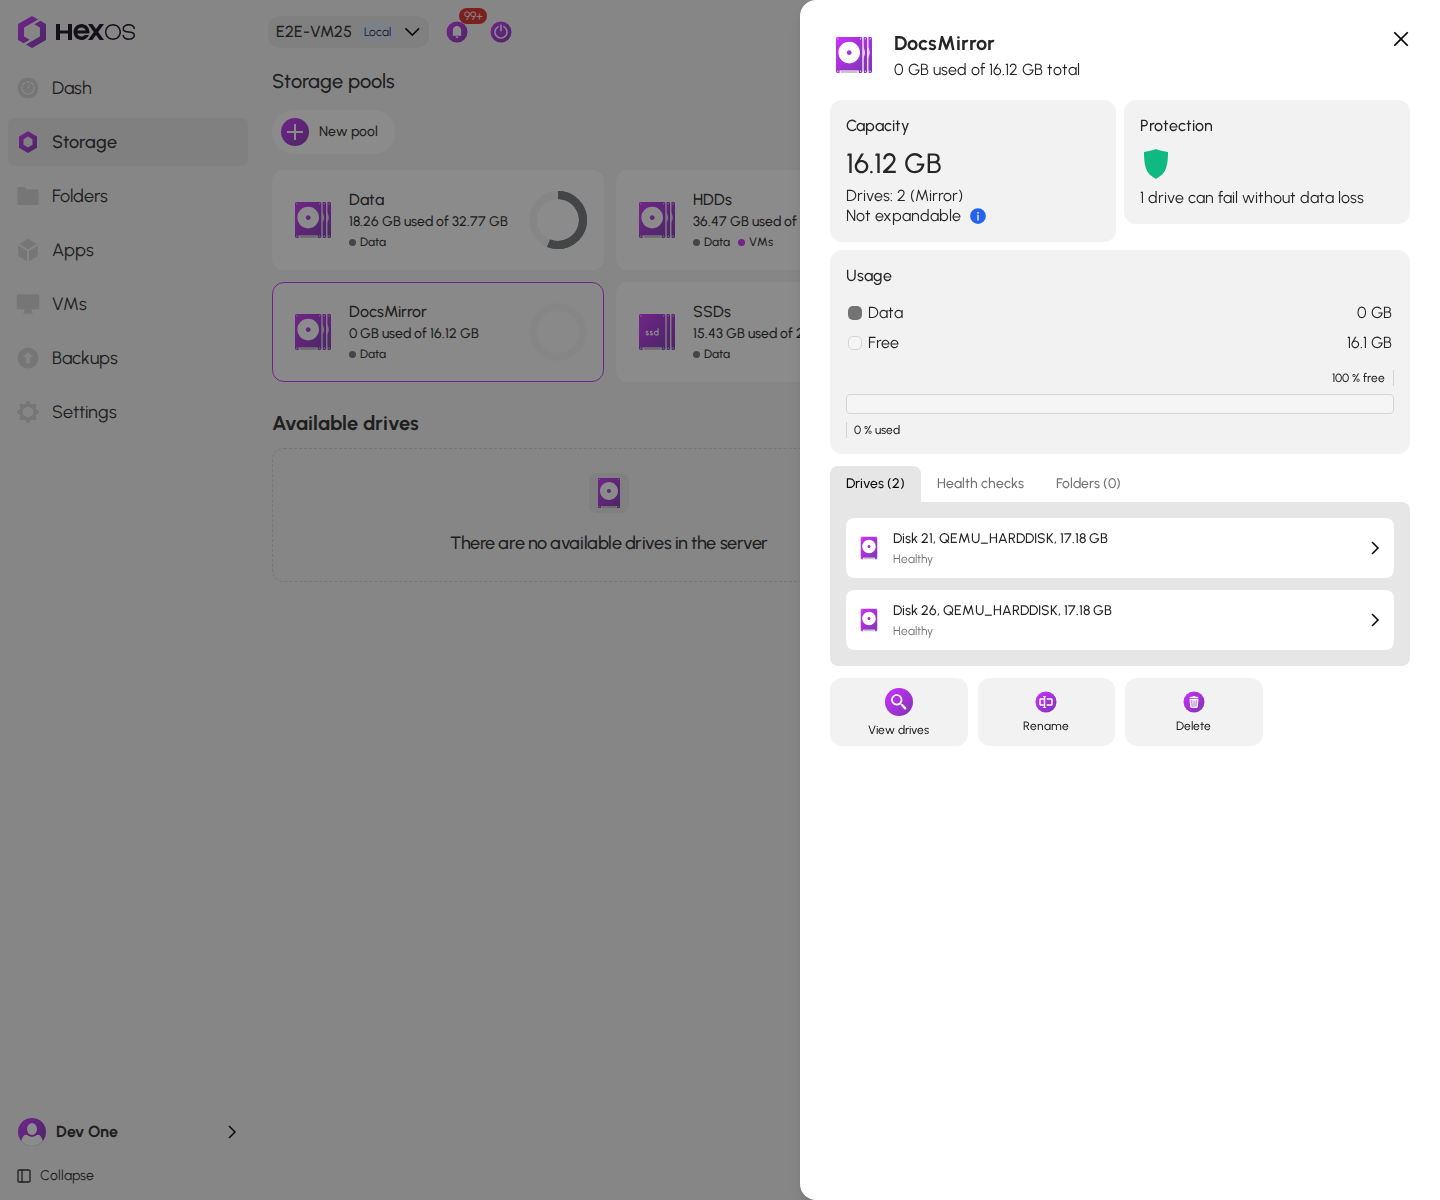 HEXOS
E2E-VM25 Local
99+
Dash
Storage
Folders
Apps
VMs
Backups
Settings
Storage pools
New pool
Data
18.26 GB used of 32.77 GB
Data
HDDs
36.47 GB used of
Data VMs
DocsMirror
0 GB used of 16.12 GB
Data
SSDs
ssd
15.43 GB used of 2
Data
Available drives
There are no available drives in the server
Dev One
Collapse
DocsMirror
0 GB used of 16.12 GB total
Capacity
16.12 GB
Drives: 2 (Mirror)
Not expandable
Protection
1 drive can fail without data loss
Usage
Data 0 GB
Free 16.1 GB
100 % free
0 % used
Drives (2) Health checks Folders (0)
Disk 21, QEMU_HARDDISK, 17.18 GB
Healthy
Disk 26, QEMU_HARDDISK, 17.18 GB
Healthy
View drives
Rename
Delete